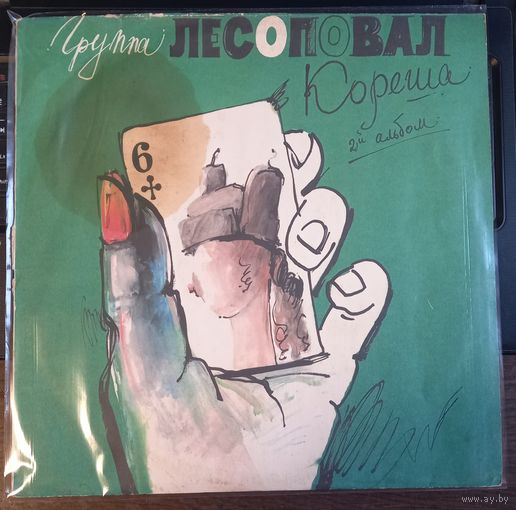 Группа ЛЕСОПОВАЛ
Кореша
2й альбом
6
www.ay.by